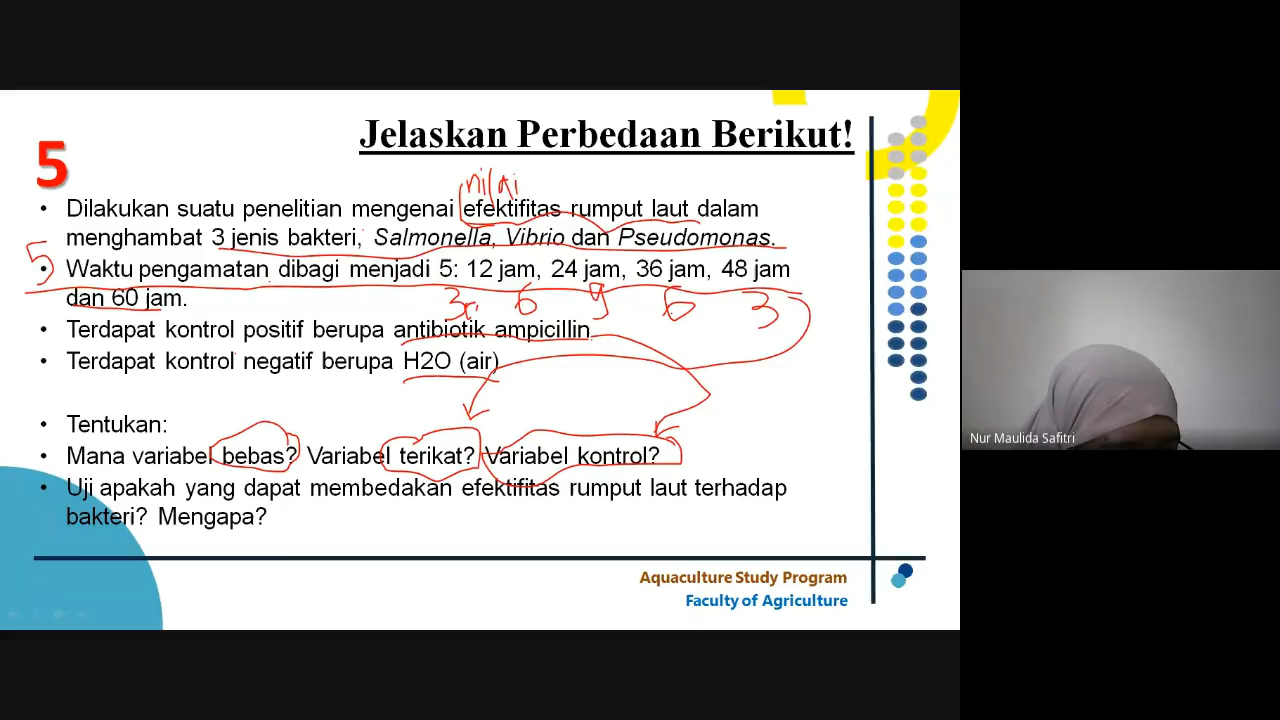 Jelaskan Perbedaan Berikut!
5
nilai
• Dilakukan suatu penelitian mengenai efektifitas rumput laut dalam
menghambat 3 jenis bakteri, Salmonella, Vibrio dan Pseudomonas.
5
• Waktu pengamatan dibagi menjadi 5: 12 jam, 24 jam, 36 jam, 48 jam
dan 60 jam.
6 9 6 3
• Terdapat kontrol positif berupa antibiotik ampicillin
• Terdapat kontrol negatif berupa H2O (air)
• Tentukan:
• Mana variabel bebas? Variabel terikat? Variabel kontrol?
• Uji apakah yang dapat membedakan efektifitas rumput laut terhadap
bakteri? Mengapa?
Aquaculture Study Program
Faculty of Agriculture
Nur Maulida Safitri